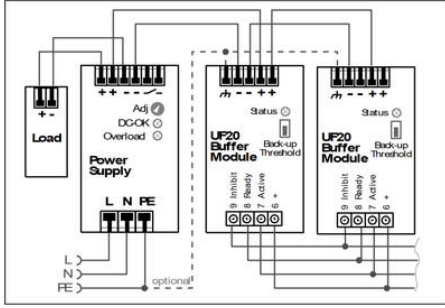 + + - - -
- - + +
- - + +
Adj
DC-OK
Overload
Status
Status
+ -
Load
Power
Supply
UF20
Buffer
Module
Back-up
Threshold
UF20
Buffer
Module
Back-up
Threshold
L N PE
9 Inhibit
8 Ready
7 Active
6 +
9 Inhibit
8 Ready
7 Active
6 +
L
N
PE
optional